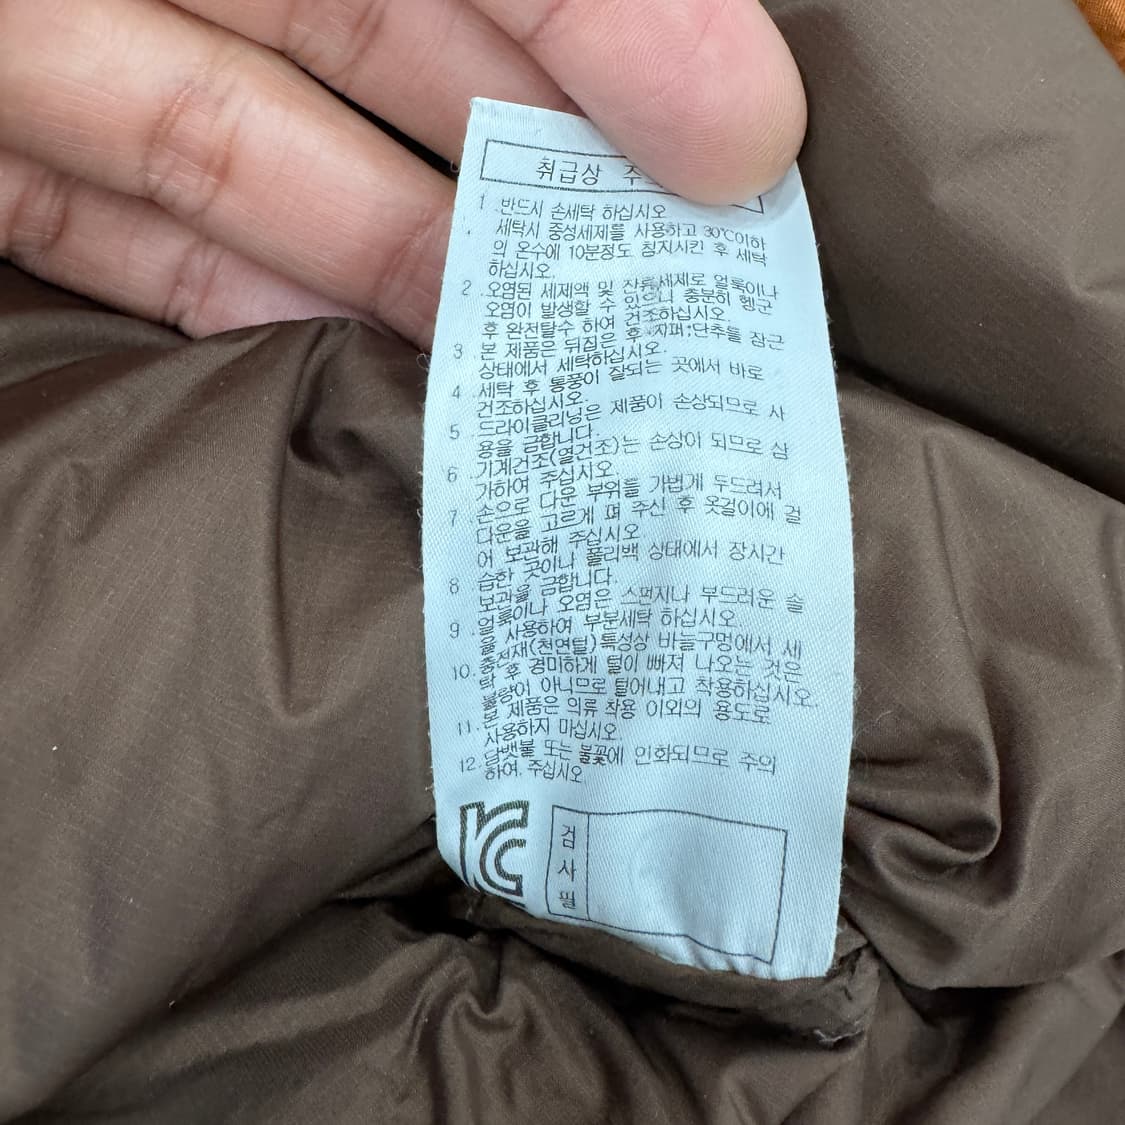 취급상 주
1. 반드시 손세탁 하십시오
세탁시 중성세제를 사용하고 30℃이하
의 온수에 10분정도 침지시킨 후 세탁
하십시오.
2. 오염된 세제액 및 잔류세제로 얼룩이나
오염이 발생할 수 있으니 충분히 헹군
후 완전탈수 하여 건조하십시오.
3. 본 제품은 뒤집은 후 지퍼·단추를 잠근
상태에서 세탁하십시오.
4. 세탁 후 통풍이 잘되는 곳에서 바로
건조하십시오.
5. 드라이클리닝은 제품이 손상되므로 사
용을 금합니다.
6. 기계건조(열건조)는 손상이 되므로 삼
가하여 주십시오.
7. 손으로 다운 부위를 가볍게 두드려서
다운을 고르게 펴 주신 후 옷걸이에 걸
어 보관해 주십시오
8. 습한 곳이나 폴리백 상태에서 장시간
보관을 금합니다.
9. 얼룩이나 오염은 스펀지나 부드러운 솔
을 사용하여 부분세탁 하십시오.
10. 충전재(천연털)특성상 바늘구멍에서 세
탁 후 경미하게 털이 빠져 나오는 것은
불량이 아니므로 털어내고 착용하십시오.
11. 본 제품은 의류 착용 이외의 용도로
사용하지 마십시오.
12. 담뱃불 또는 불꽃에 인화되므로 주의
하여. 주십시오
KC
검사필